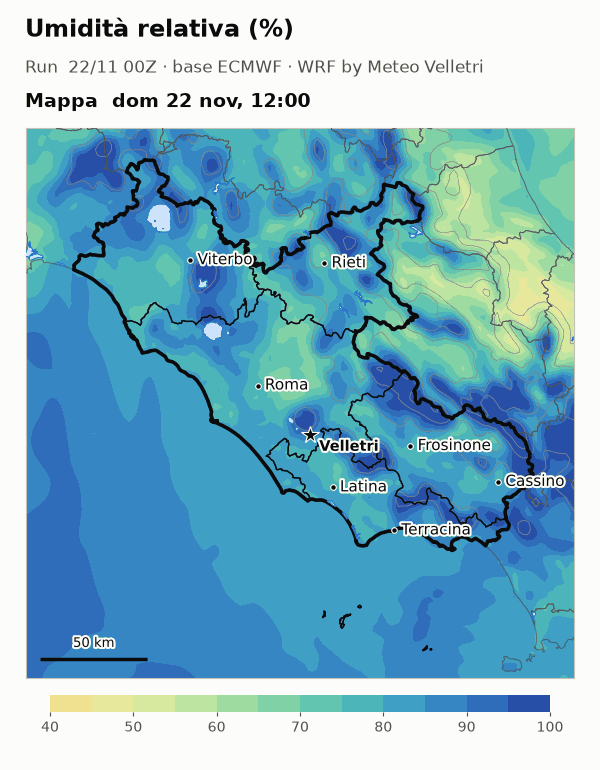 Umidità relativa (%)
Run  22/11 00Z · base ECMWF · WRF by Meteo Velletri
Mappa  dom 22 nov, 12:00
Viterbo
Rieti
Roma
Velletri
Frosinone
Cassino
Latina
Terracina
50 km
40 50 60 70 80 90 100